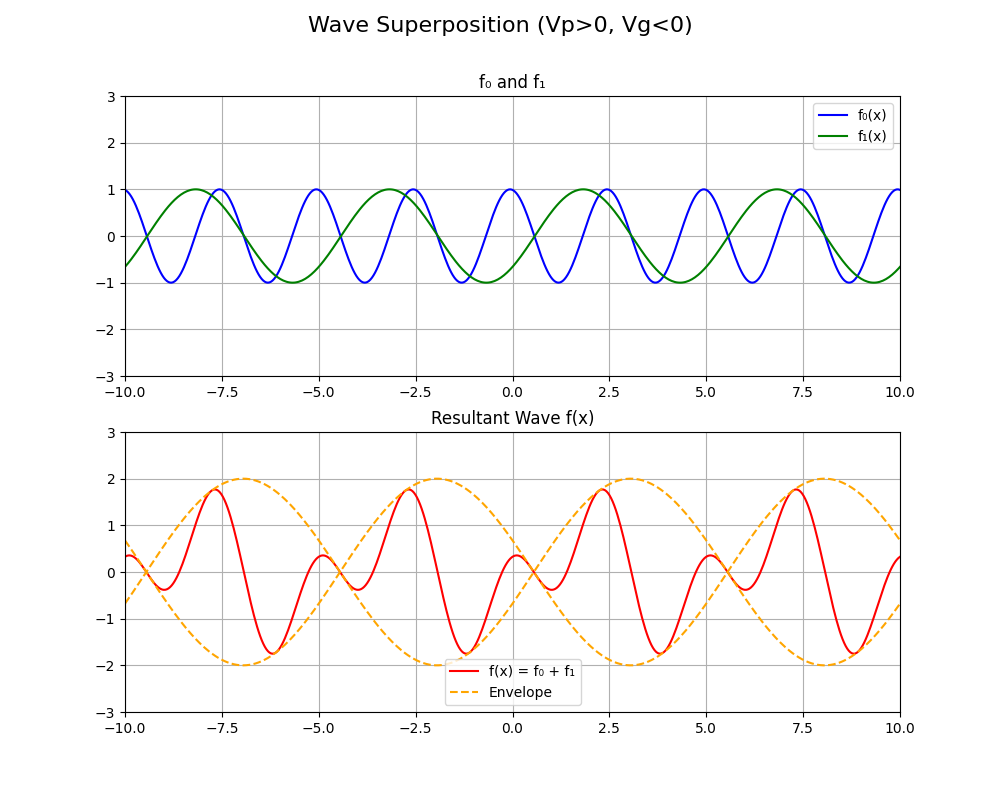 Wave Superposition (Vp>0, Vg<0)
f₀ and f₁
3
2
1
0
−1
−2
−3
f₀(x)
f₁(x)
−10.0 −7.5 −5.0 −2.5 0.0 2.5 5.0 7.5 10.0
Resultant Wave f(x)
3
2
1
0
−1
−2
−3
f(x) = f₀ + f₁
Envelope
−10.0 −7.5 −5.0 −2.5 0.0 2.5 5.0 7.5 10.0